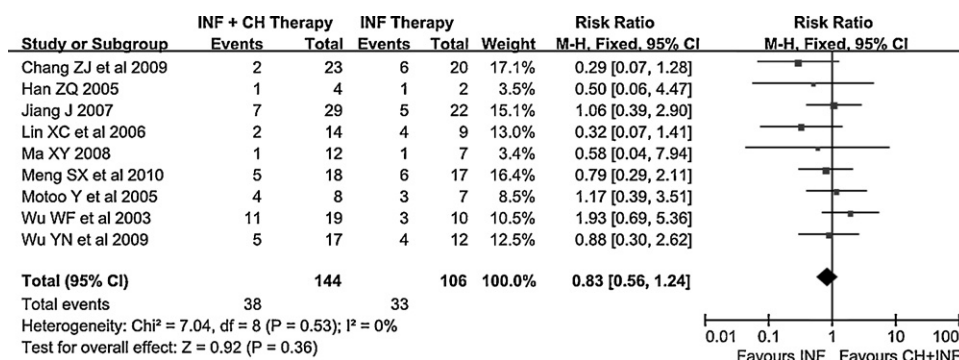 INF + CH Therapy INF Therapy Risk Ratio Risk Ratio
Study or Subgroup Events Total Events Total Weight M-H, Fixed, 95% CI M-H, Fixed, 95% CI
Chang ZJ et al 2009 2 23 6 20 17.1% 0.29 [0.07, 1.28]
Han ZQ 2005 1 4 1 2 3.5% 0.50 [0.06, 4.47]
Jiang J 2007 7 29 5 22 15.1% 1.06 [0.39, 2.90]
Lin XC et al 2006 2 14 4 9 13.0% 0.32 [0.07, 1.41]
Ma XY 2008 1 12 1 7 3.4% 0.58 [0.04, 7.94]
Meng SX et al 2010 5 18 6 17 16.4% 0.79 [0.29, 2.11]
Motoo Y et al 2005 4 8 3 7 8.5% 1.17 [0.39, 3.51]
Wu WF et al 2003 11 19 3 10 10.5% 1.93 [0.69, 5.36]
Wu YN et al 2009 5 17 4 12 12.5% 0.88 [0.30, 2.62]
Total (95% CI) 144 106 100.0% 0.83 [0.56, 1.24]
Total events 38 33
Heterogeneity: Chi² = 7.04, df = 8 (P = 0.53); I² = 0%
Test for overall effect: Z = 0.92 (P = 0.36)
0.01 0.1 1 10 100
Favours INF Favours CH+INF